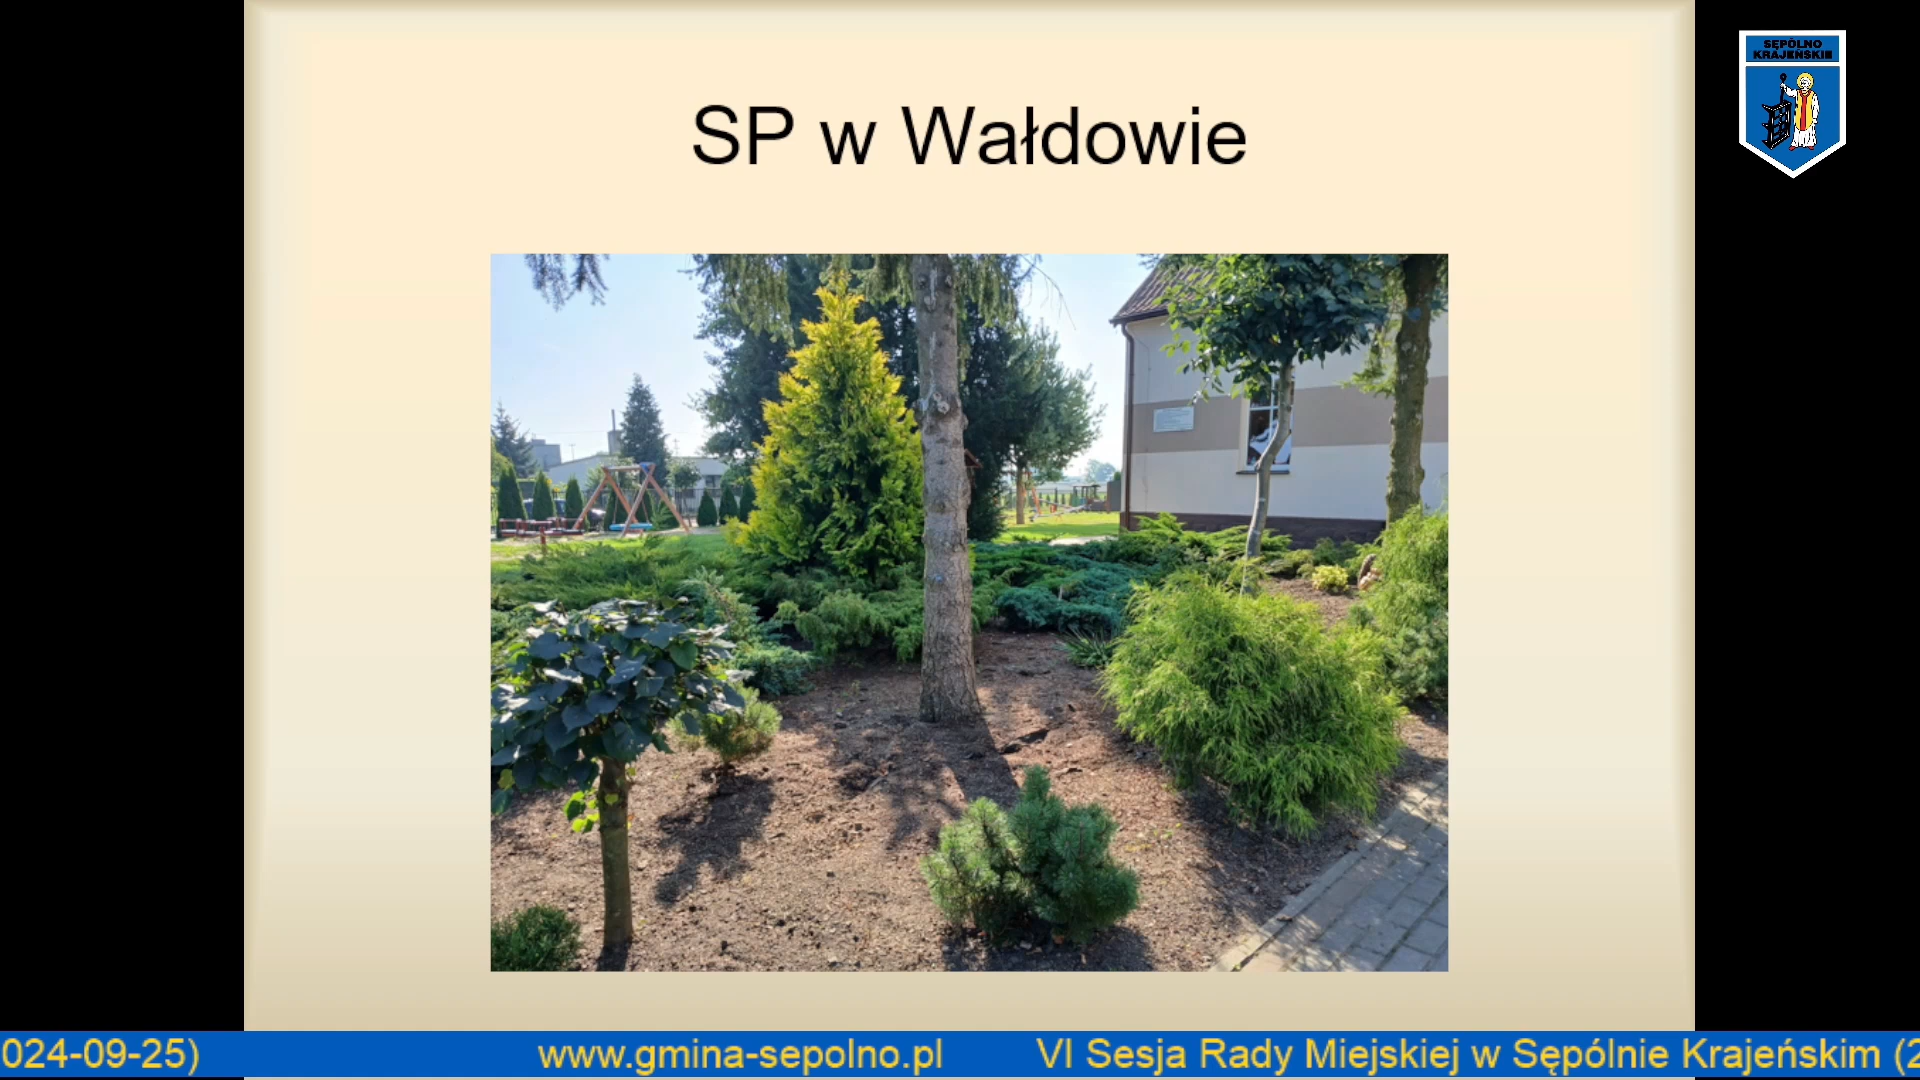 SĘPÓLNO
KRAJEŃSKIE
SP w Wałdowie
024-09-25) www.gmina-sepolno.pl VI Sesja Rady Miejskiej w Sępólnie Krajeńskim (2